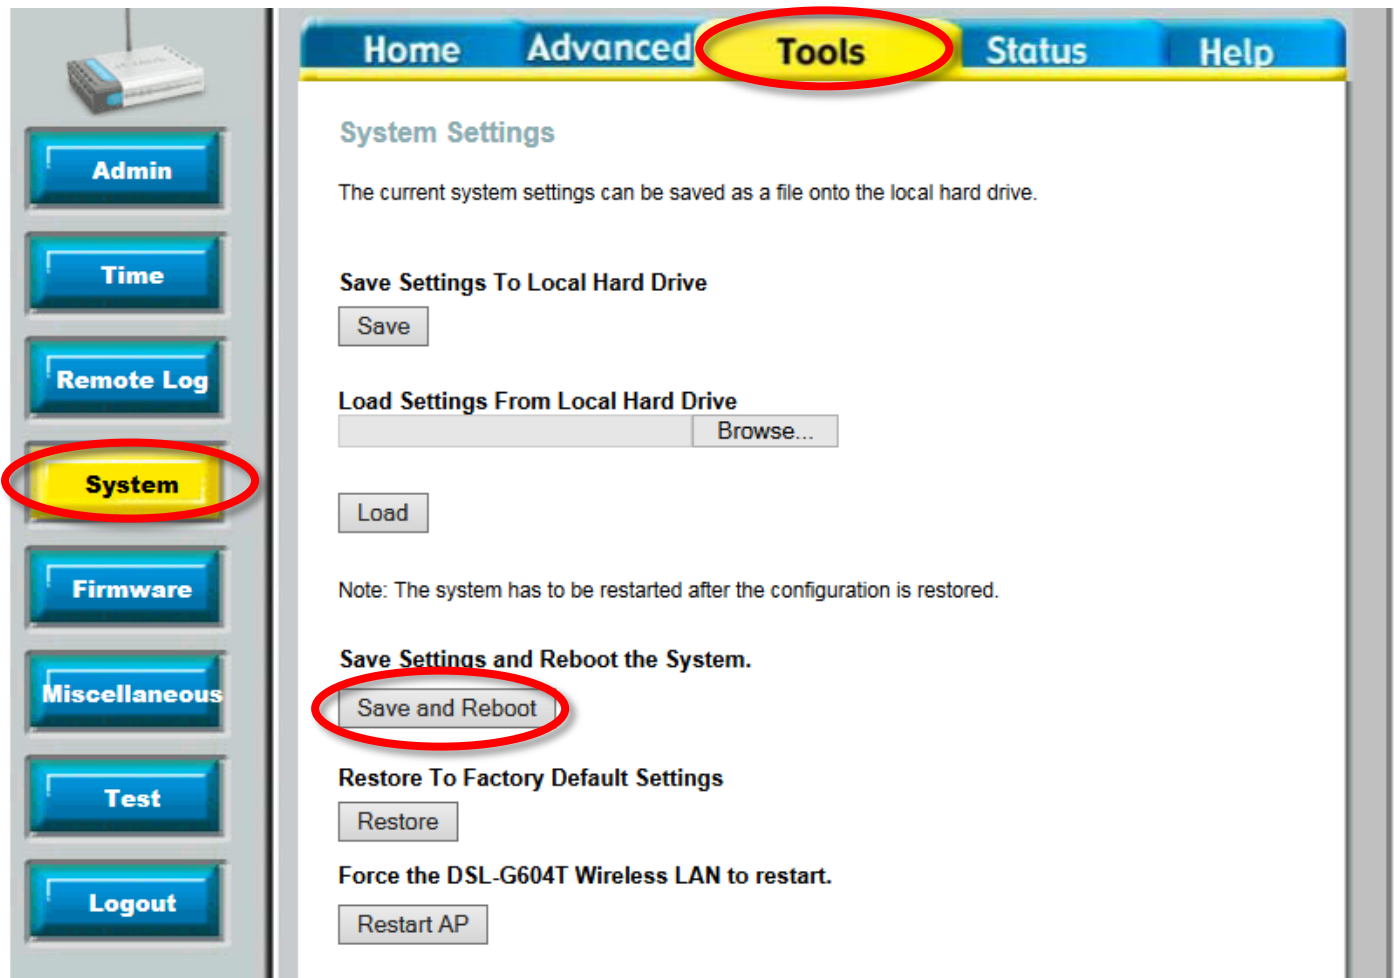 Home Advanced Tools Status Help
Admin
Time
Remote Log
System
Firmware
Miscellaneous
Test
Logout
System Settings
The current system settings can be saved as a file onto the local hard drive.
Save Settings To Local Hard Drive
Save
Load Settings From Local Hard Drive
Browse...
Load
Note: The system has to be restarted after the configuration is restored.
Save Settings and Reboot the System.
Save and Reboot
Restore To Factory Default Settings
Restore
Force the DSL-G604T Wireless LAN to restart.
Restart AP